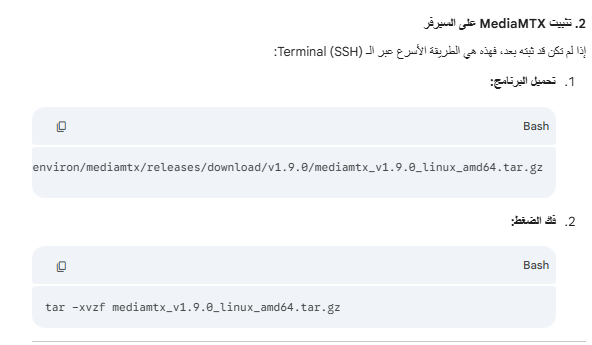 2. تثبيت MediaMTX على السيرفر
إذا لم تكن قد ثبته بعد، فهذه هي الطريقة الأسرع عبر الـ Terminal (SSH):
1. تحميل البرنامج:
Bash
environ/mediamtx/releases/download/v1.9.0/mediamtx_v1.9.0_linux_amd64.tar.gz
2. فك الضغط:
Bash
tar -xvzf mediamtx_v1.9.0_linux_amd64.tar.gz